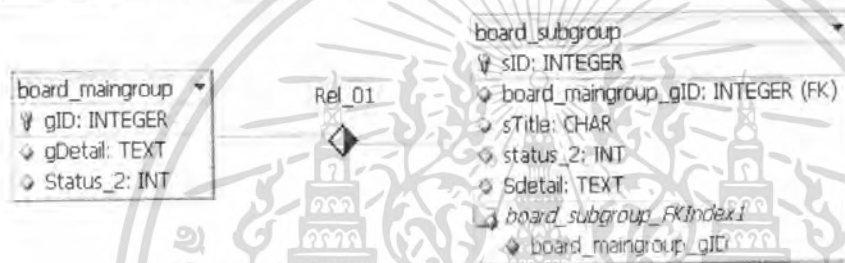 board_maingroup
gID: INTEGER
gDetail: TEXT
Status_2: INT
Rel_01
board_subgroup
sID: INTEGER
board_maingroup_gID: INTEGER (FK)
sTitle: CHAR
status_2: INT
Sdetail: TEXT
board_subgroup_FKIndex1
board_maingroup_gID